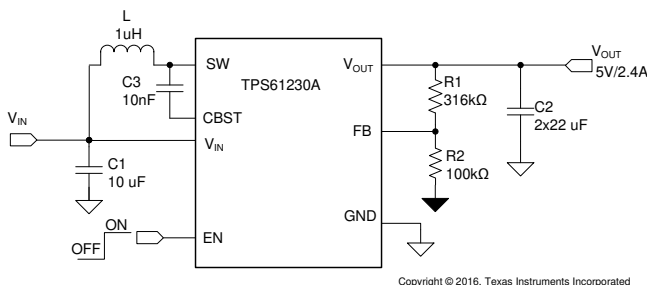 L
1uH
C3
10nF
SW
CBST
TPS61230A
VIN
VIN
C1
10 uF
ON
OFF
EN
VOUT
FB
GND
R1
316kΩ
R2
100kΩ
C2
2x22 uF
VOUT
5V/2.4A
Copyright © 2016, Texas Instruments Incorporated